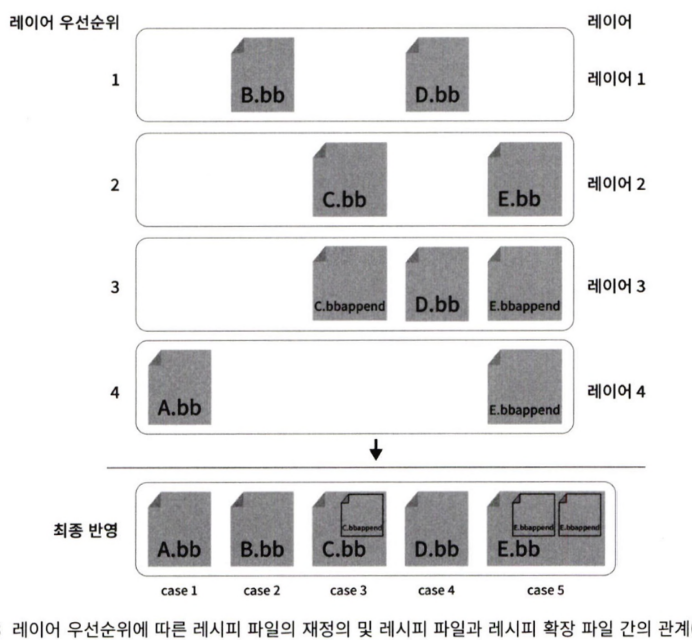 레이어 우선순위 레이어
1 B.bb D.bb 레이어 1
2 C.bb E.bb 레이어 2
3 C.bbappend D.bb E.bbappend 레이어 3
4 A.bb E.bbappend 레이어 4
최종 반영 A.bb B.bb C.bbappend C.bb D.bb E.bbappend E.bbappend E.bb
case 1 case 2 case 3 case 4 case 5
레이어 우선순위에 따른 레시피 파일의 재정의 및 레시피 파일과 레시피 확장 파일 간의 관계